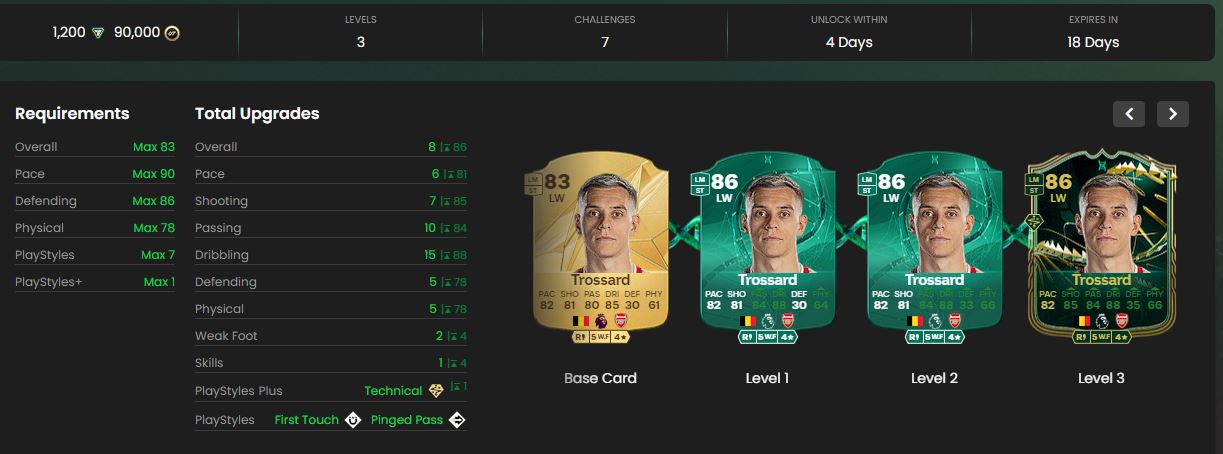 LEVELS
CHALLENGES
UNLOCK WITHIN
EXPIRES IN
1,200 90,000
3
7
4 Days
18 Days
Requirements
Overall Max 83
Pace Max 90
Defending Max 86
Physical Max 78
PlayStyles Max 7
PlayStyles+ Max 1
Total Upgrades
Overall 8 86
Pace 6 81
Shooting 7 85
Passing 10 84
Dribbling 15 88
Defending 5 78
Physical 5 78
Weak Foot 2 4
Skills 1 4
PlayStyles Plus Technical 1
PlayStyles First Touch Pinged Pass
LM
ST
83
LW
Trossard
PAC SHO PAS DRI DEF PHY
82 81 80 85 30 61
R 5 W.F 4★
Base Card
LM
ST
86
LW
Trossard
PAC SHO PAS DRI DEF PHY
82 81 84 88 30 64
R 5 W.F 4★
Level 1
LM
ST
86
LW
Trossard
PAC SHO PAS DRI DEF PHY
82 81 84 88 33 66
R 5 W.F 4★
Level 2
LM
ST
86
LW
Trossard
PAC SHO PAS DRI DEF PHY
82 85 84 88 35 66
R 5 W.F 4★
Level 3